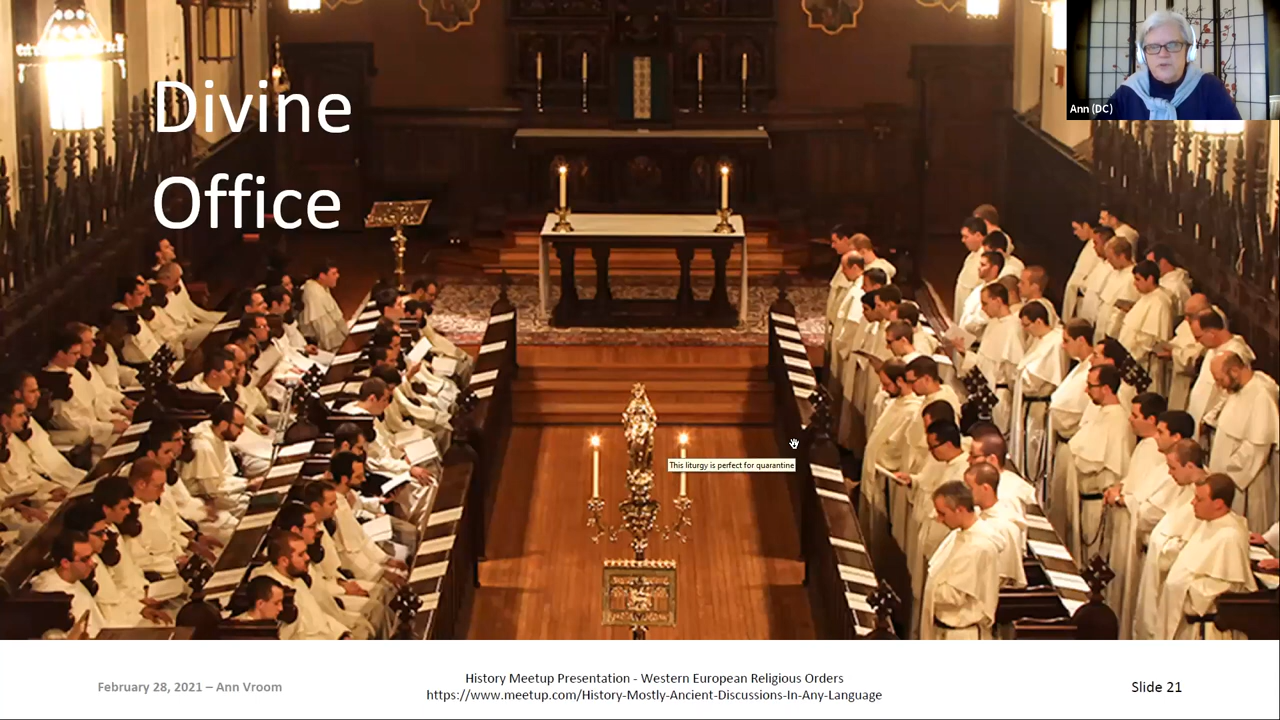 Divine
Office
Ann (DC)
This liturgy is perfect for quarantine
February 28, 2021 – Ann Vroom
History Meetup Presentation - Western European Religious Orders
https://www.meetup.com/History-Mostly-Ancient-Discussions-In-Any-Language
Slide 21